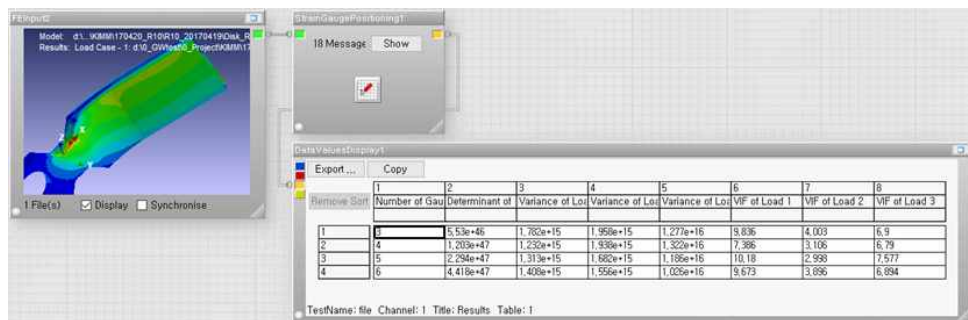 FEInput2
Model: d:\...\KIMM\170420_R10\R10_20170419\Disk_R
Results: Load Case - 1: d:\0_GWtest\0_Project\KIMM\17
1 File(s) Display Synchronise
StrainGaugePositioning1
18 Message Show
DataValuesDisplay1
Export ... Copy
1 2 3 4 5 6 7 8
Remove Sort Number of Gau Determinant of Variance of Loa Variance of Loa Variance of Loa VIF of Load 1 VIF of Load 2 VIF of Load 3
1 3 5,53e+46 1,782e+15 1,958e+15 1,277e+16 9,836 4,003 6,9
2 4 1,203e+47 1,232e+15 1,938e+15 1,322e+16 7,386 3,106 6,79
3 5 2,294e+47 1,313e+15 1,682e+15 1,186e+16 10,18 2,998 7,577
4 6 4,418e+47 1,408e+15 1,556e+15 1,026e+16 9,673 3,896 6,894
TestName: file Channel: 1 Title: Results Table: 1